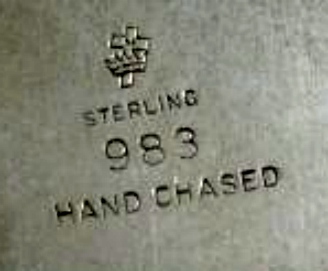 STERLING
983
HAND CHASED